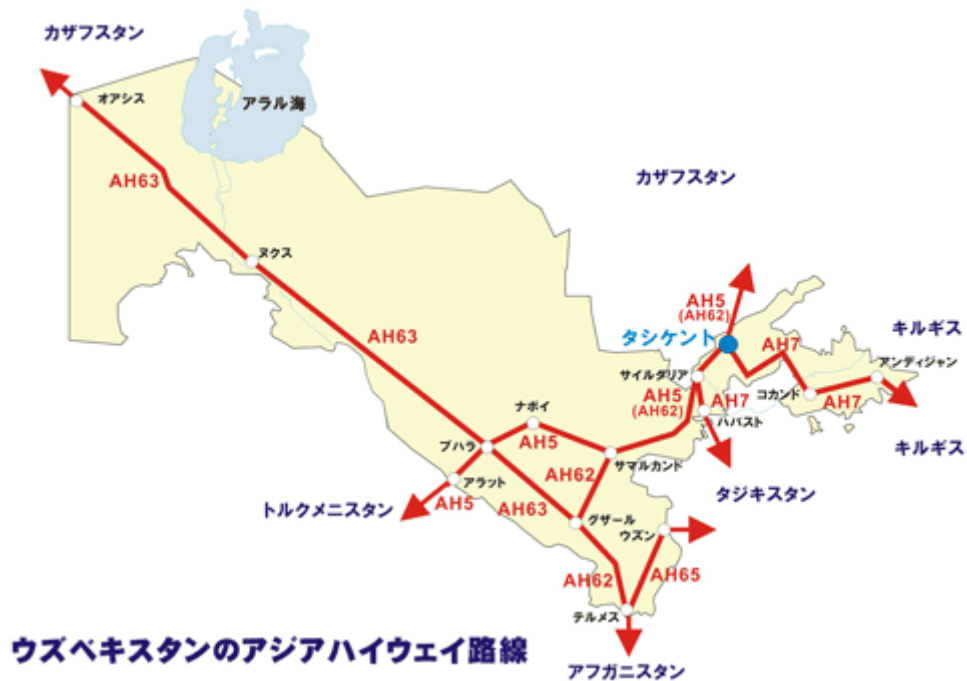 カザフスタン
オアシス
アラル海
AH63
カザフスタン
ヌクス
AH5
(AH62)
タシケント
キルギス
AH63
AH7
アンディジャン
サイルダリア
AH5
(AH62)
AH7
コカンド
AH7
ハバスト
ナボイ
ブハラ
AH5
キルギス
サマルカンド
AH62
アラット
タジキスタン
トルクメニスタン
AH5
AH63
グザール
ウズン
AH62
AH65
テルメス
ウズベキスタンのアジアハイウェイ路線
アフガニスタン